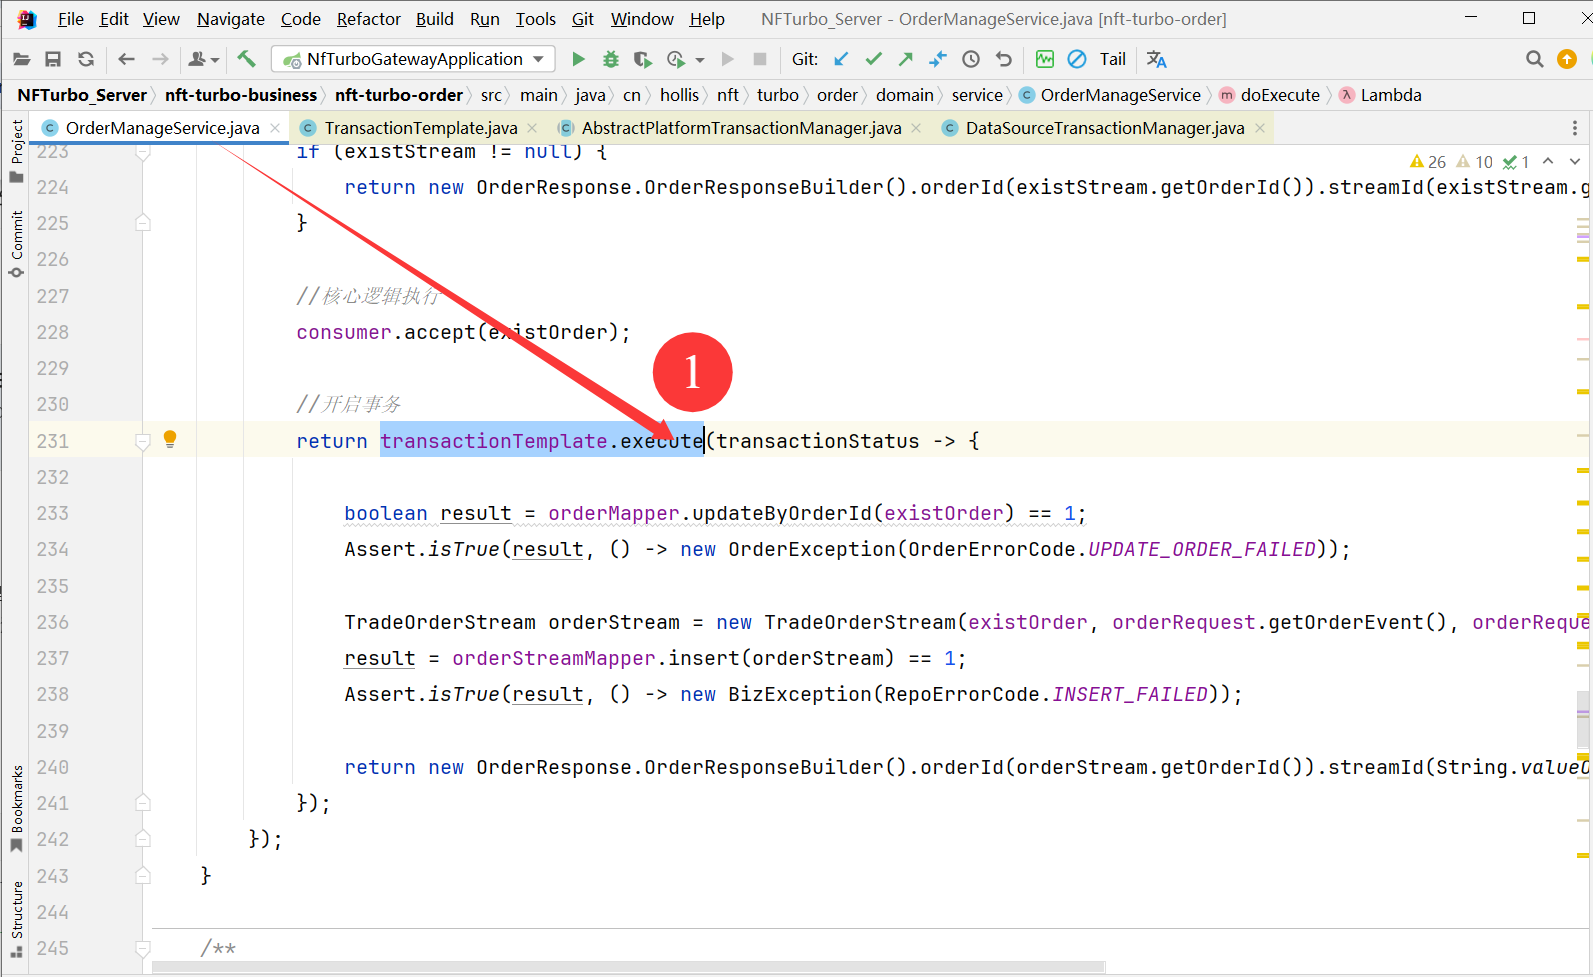 File Edit View Navigate Code Refactor Build Run Tools Git Window Help NFTurbo_Server - OrderManageService.java [nft-turbo-order]
NfTurboGatewayApplication Git: Tail
NFTurbo_Server nft-turbo-business nft-turbo-order src main java cn hollis nft turbo order domain service OrderManageService doExecute Lambda
OrderManageService.java TransactionTemplate.java AbstractPlatformTransactionManager.java DataSourceTransactionManager.java
Project
Commit
Bookmarks
Structure
26 10 1
223 if (existStream != null) {
224 return new OrderResponse.OrderResponseBuilder().orderId(existStream.getOrderId()).streamId(existStream.g
225 }
226
227 //核心逻辑执行
228 consumer.accept(existOrder);
229
230 //开启事务
231 return transactionTemplate.execute(transactionStatus -> {
232
233 boolean result = orderMapper.updateByOrderId(existOrder) == 1;
234 Assert.isTrue(result, () -> new OrderException(OrderErrorCode.UPDATE_ORDER_FAILED));
235
236 TradeOrderStream orderStream = new TradeOrderStream(existOrder, orderRequest.getOrderEvent(), orderReque
237 result = orderStreamMapper.insert(orderStream) == 1;
238 Assert.isTrue(result, () -> new BizException(RepoErrorCode.INSERT_FAILED));
239
240 return new OrderResponse.OrderResponseBuilder().orderId(orderStream.getOrderId()).streamId(String.valueO
241 });
242 });
243 }
244
245 /**
1